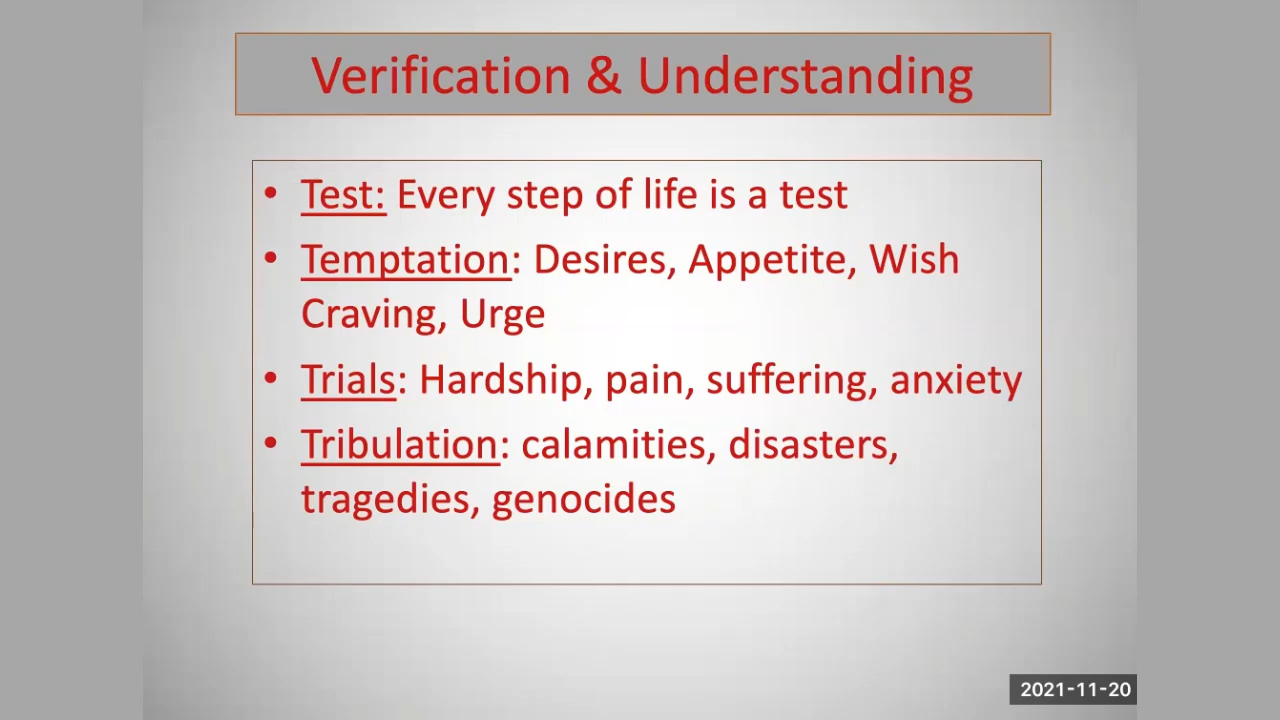 Verification & Understanding
• Test: Every step of life is a test
• Temptation: Desires, Appetite, Wish
Craving, Urge
• Trials: Hardship, pain, suffering, anxiety
• Tribulation: calamities, disasters,
tragedies, genocides
2021-11-20